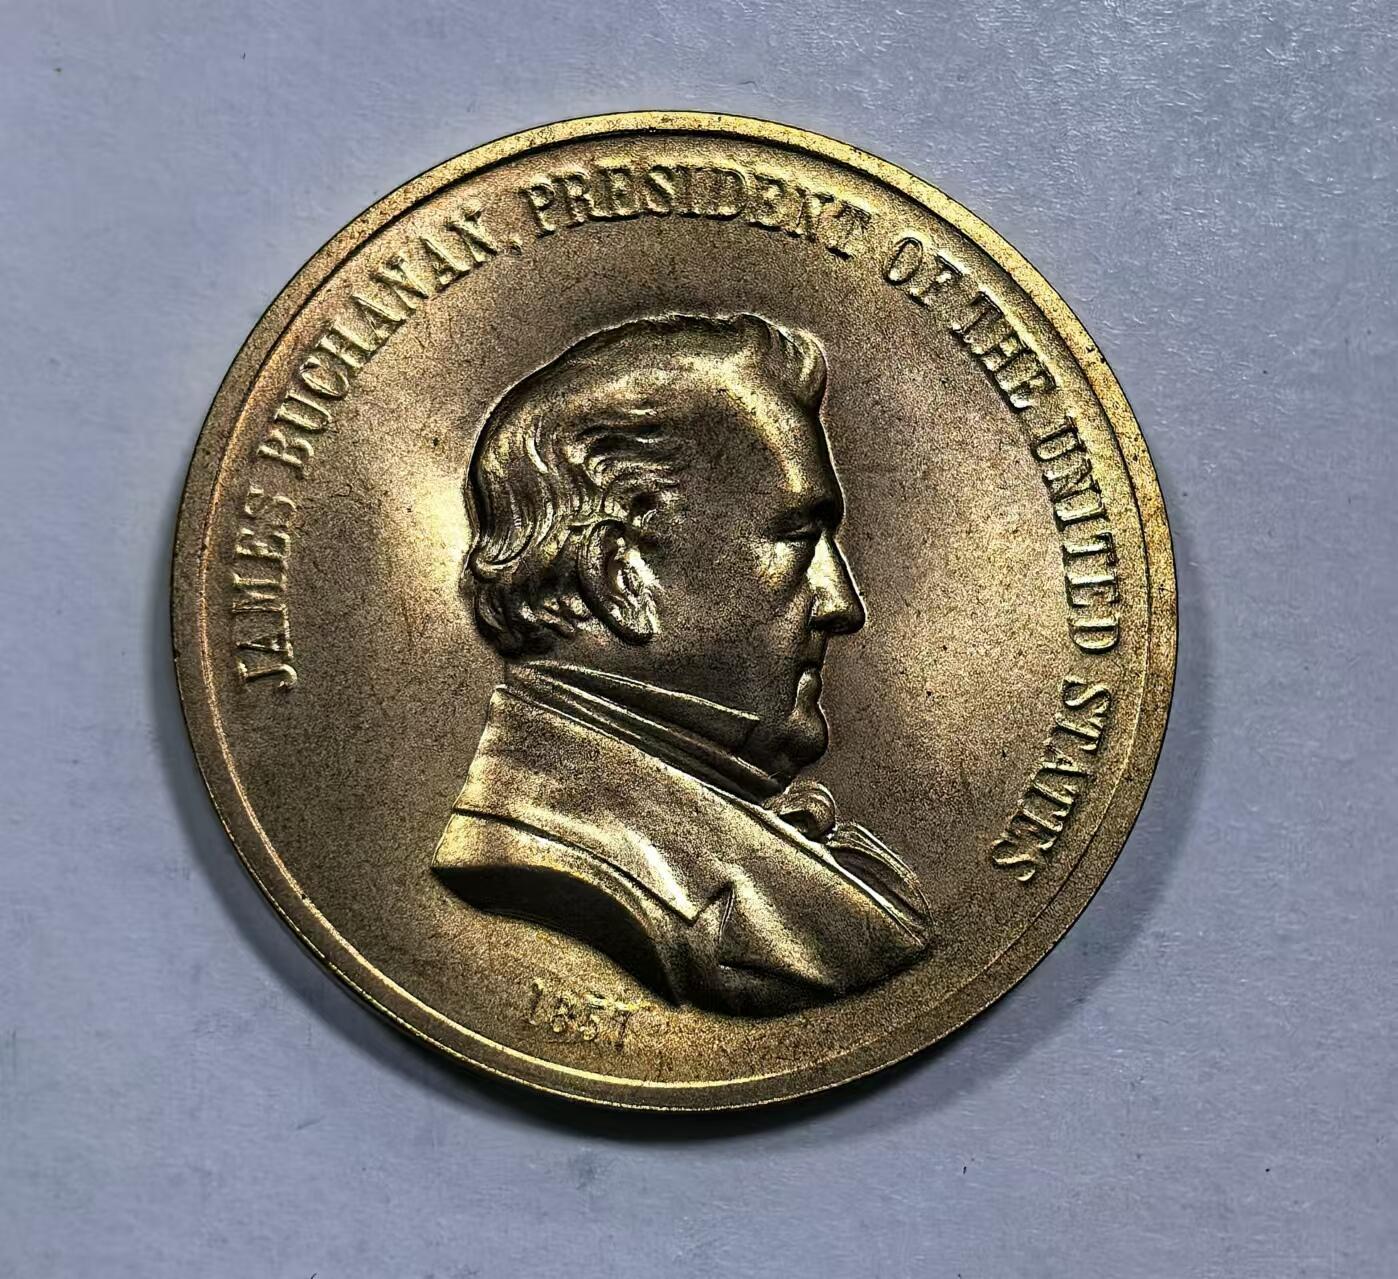 JAMES BUCHANAN, PRESIDENT OF THE UNITED STATES
1857